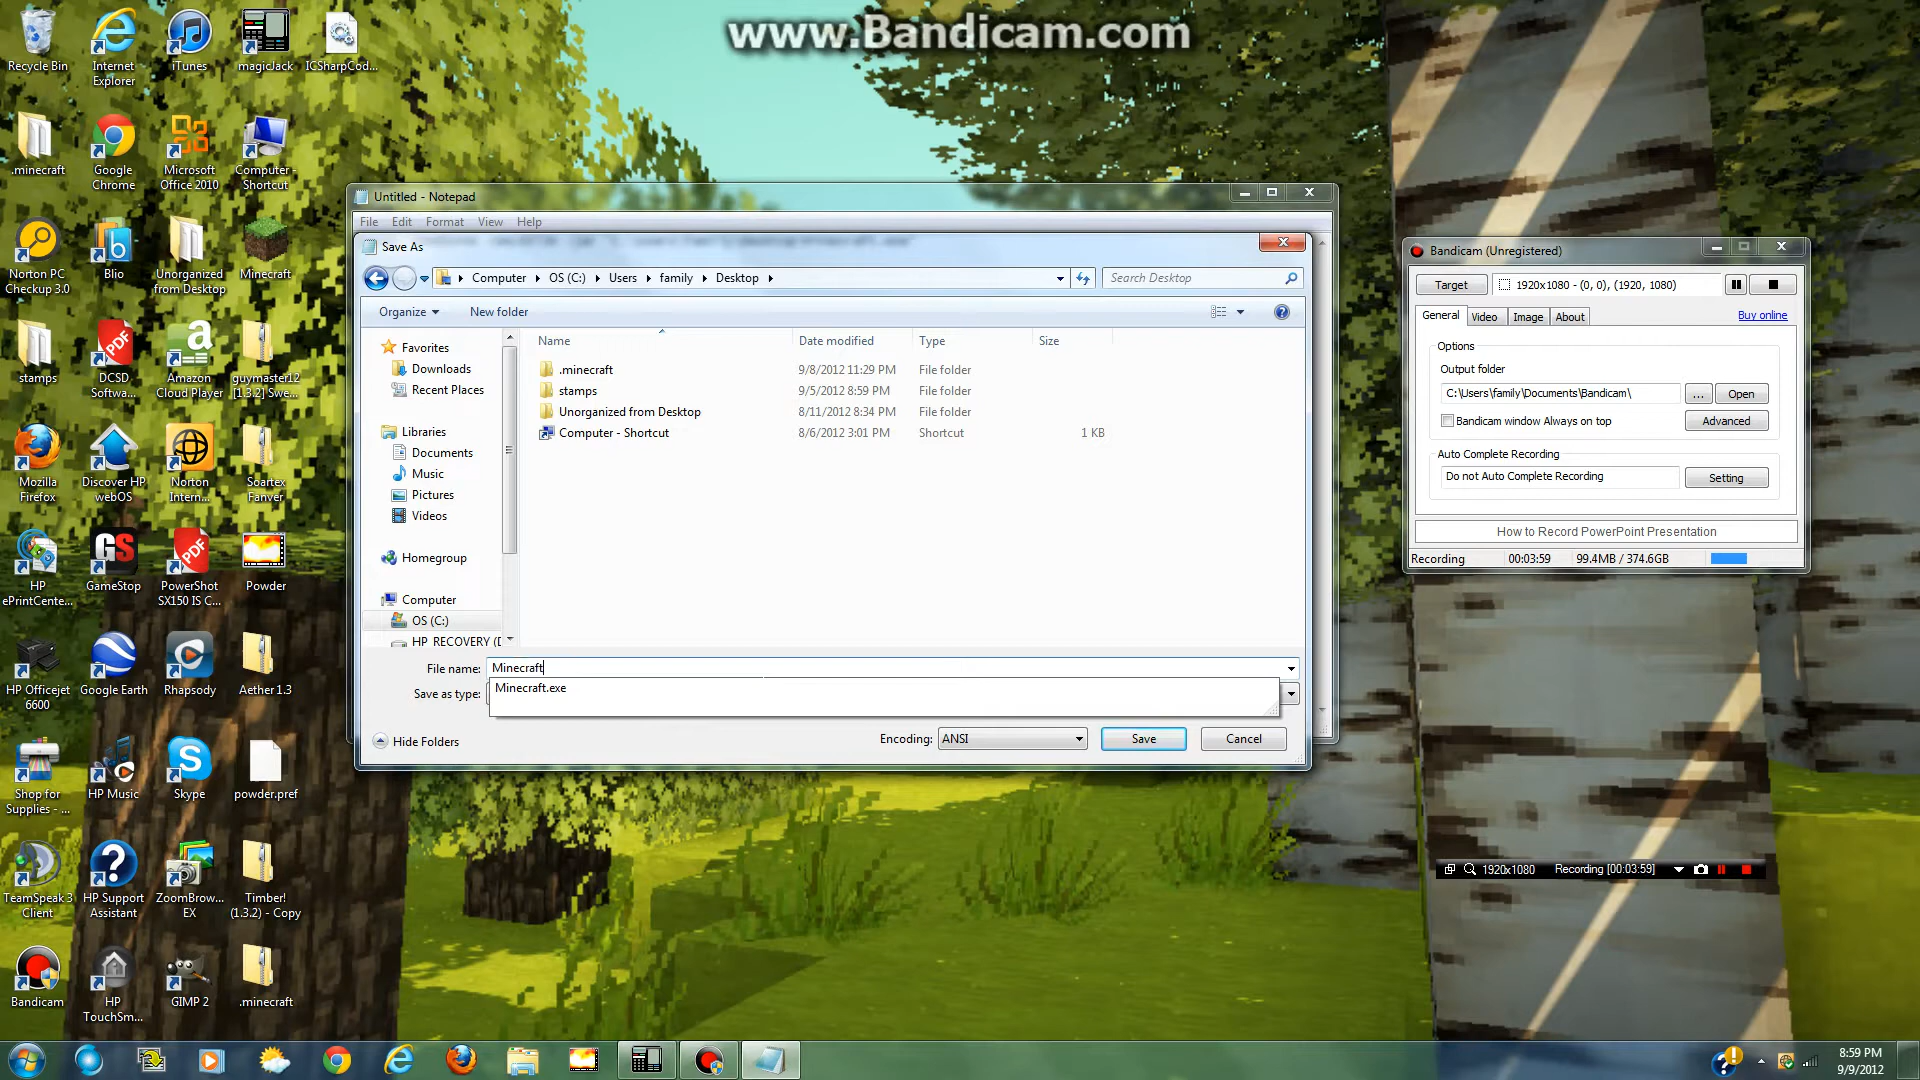 www.Bandicam.com
Recycle Bin
Internet
Explorer
iTunes
magicJack
ICSharpCod...
.minecraft
Google
Chrome
Microsoft
Office 2010
Computer -
Shortcut
Norton PC
Checkup 3.0
Blio
Unorganized
from Desktop
Minecraft
stamps
DCSD
Softwa...
Amazon
Cloud Player
guymaster12
[1.3.2] Swe...
Mozilla
Firefox
Discover HP
webOS
Norton
Intern...
Soartex
Fanver
HP
ePrintCente...
GameStop
PowerShot
SX150 IS C...
Powder
HP Officejet
6600
Google Earth
Rhapsody
Aether 1.3
Shop for
Supplies - ...
HP Music
Skype
powder.pref
TeamSpeak 3
Client
HP Support
Assistant
ZoomBrow...
EX
Timber!
(1.3.2) - Copy
Bandicam
HP
TouchSm...
GIMP 2
.minecraft
Untitled - Notepad
File Edit Format View Help
Save As
Computer OS (C:) Users family Desktop
Search Desktop
Organize New folder
Name Date modified Type Size
Favorites
Downloads
Recent Places
Libraries
Documents
Music
Pictures
Videos
Homegroup
Computer
OS (C:)
HP RECOVERY (D
.minecraft 9/8/2012 11:29 PM File folder
stamps 9/5/2012 8:59 PM File folder
Unorganized from Desktop 8/11/2012 8:34 PM File folder
Computer - Shortcut 8/6/2012 3:01 PM Shortcut 1 KB
File name: Minecraft
Minecraft.exe
Save as type:
Hide Folders
Encoding: ANSI
Save Cancel
Bandicam (Unregistered)
Target 1920x1080 - (0, 0), (1920, 1080)
General Video Image About Buy online
Options
Output folder
C:\Users\family\Documents\Bandicam\ ... Open
Bandicam window Always on top Advanced
Auto Complete Recording
Do not Auto Complete Recording Setting
How to Record PowerPoint Presentation
Recording 00:03:59 99.4MB / 374.6GB
1920x1080 Recording [00:03:59]
8:59 PM
9/9/2012